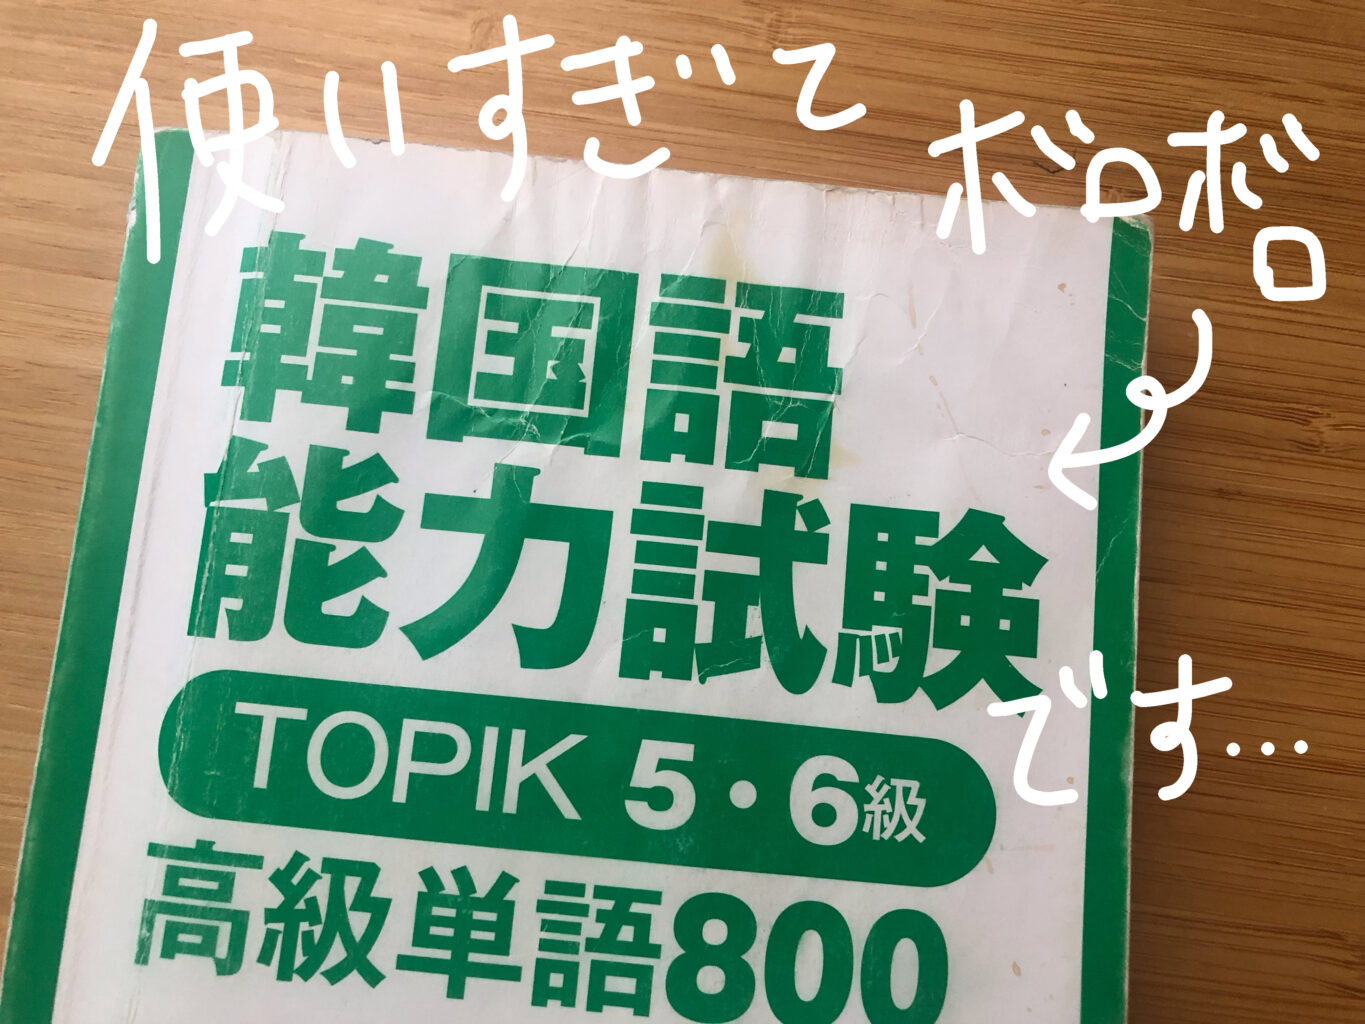 使いすぎて
ボロボロ
韓国語
能力試験
TOPIK 5・6級
です...
高級単語800